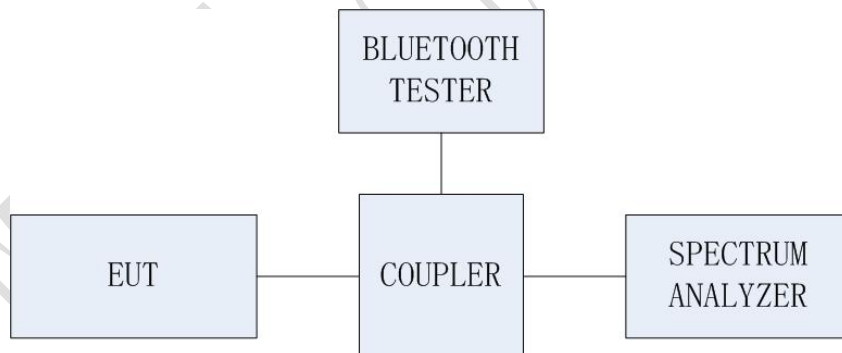 BLUETOOTH
TESTER
EUT
COUPLER
SPECTRUM
ANALYZER